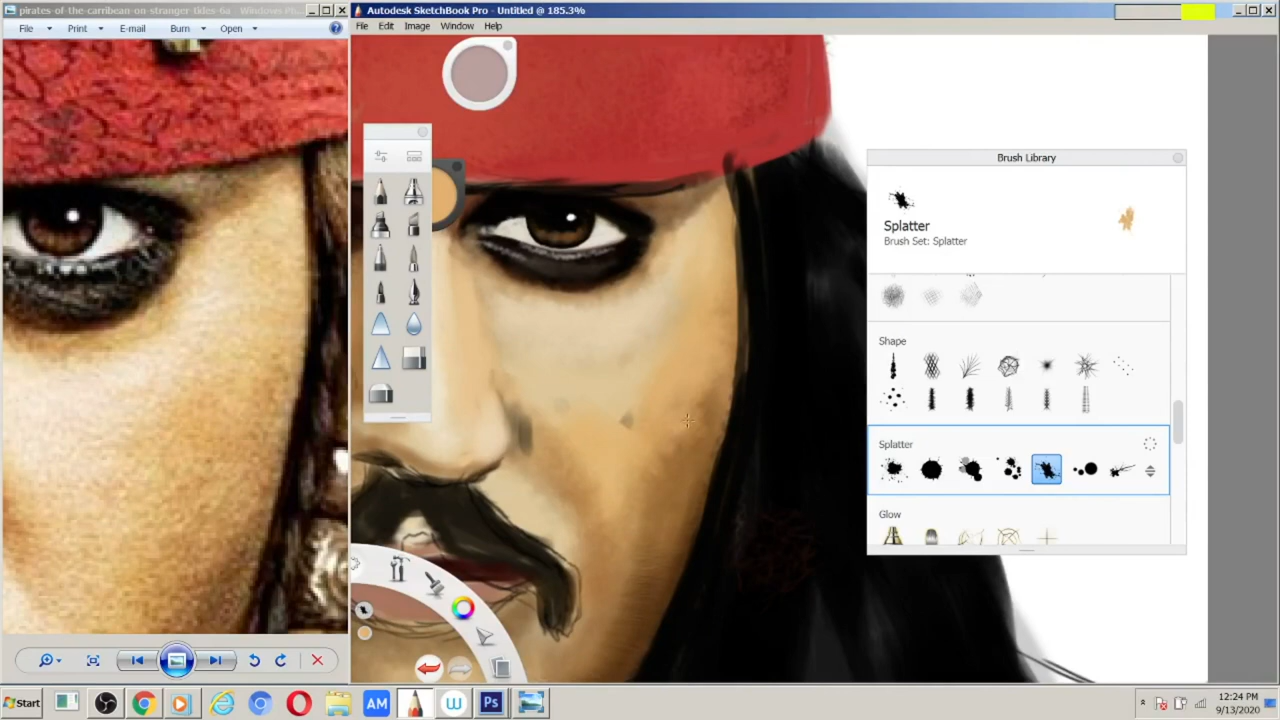 pirates-of-the-carribean-on-stranger-tides-6a - Windows Ph
Autodesk SketchBook Pro - Untitled @ 185.3%
File Print E-mail Burn Open
File Edit Image Window Help
Brush Library
Splatter
Brush Set: Splatter
Shape
Splatter
Glow
Start
AM
W
Ps
12:24 PM
9/13/2020